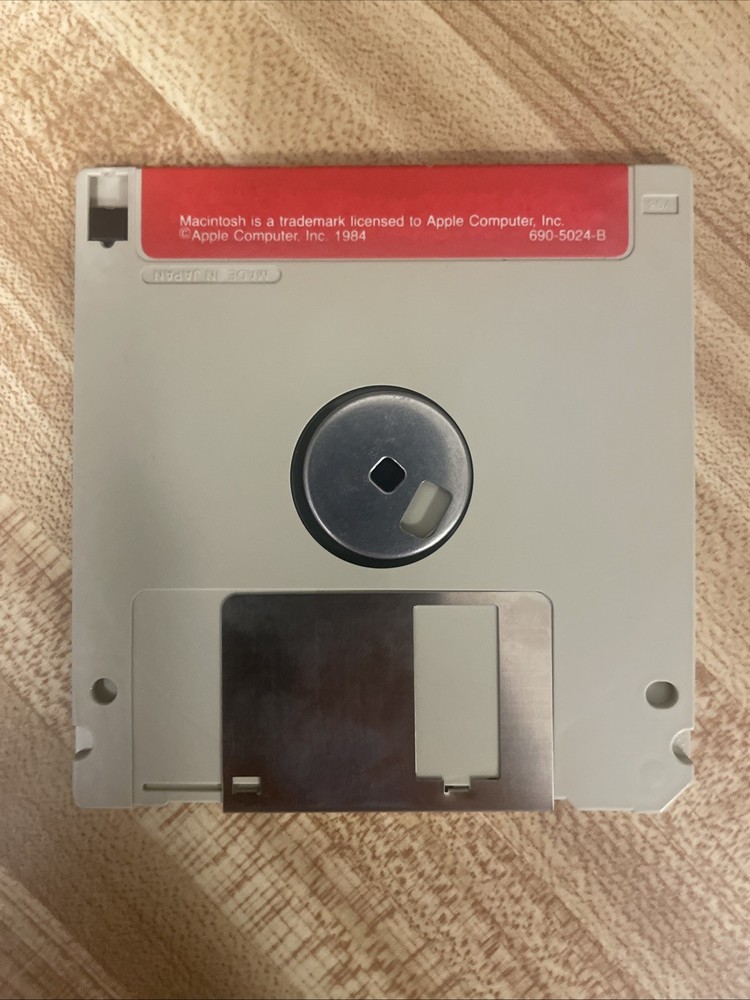 Macintosh is a trademark licensed to Apple Computer, Inc.
©Apple Computer, Inc. 1984 690-5024-B
MADE IN JAPAN